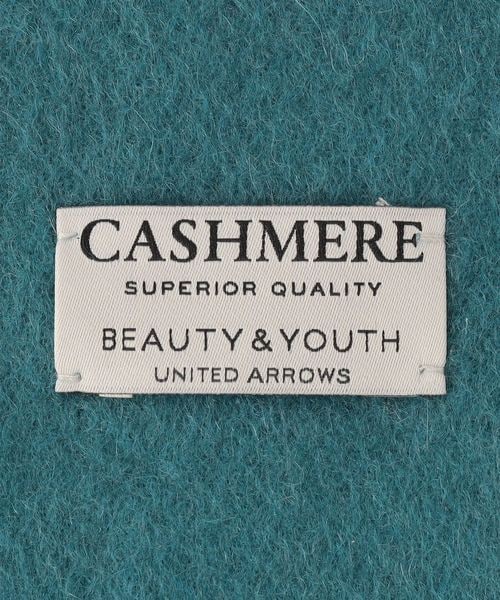 CASHMERE
SUPERIOR QUALITY
BEAUTY & YOUTH
UNITED ARROWS